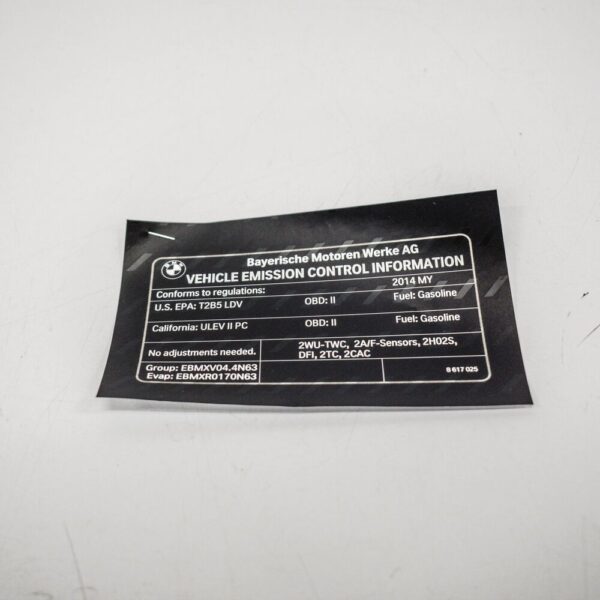 Bayerische Motoren Werke AG
VEHICLE EMISSION CONTROL INFORMATION
Conforms to regulations: 2014 MY
U.S. EPA: T2B5 LDV OBD: II Fuel: Gasoline
California: ULEV II PC OBD: II Fuel: Gasoline
No adjustments needed. 2WU-TWC, 2A/F-Sensors, 2HO2S,
DFI, 2TC, 2CAC
Group: EBMXV04.4N63
Evap: EBMXR0170N63
8 617 025